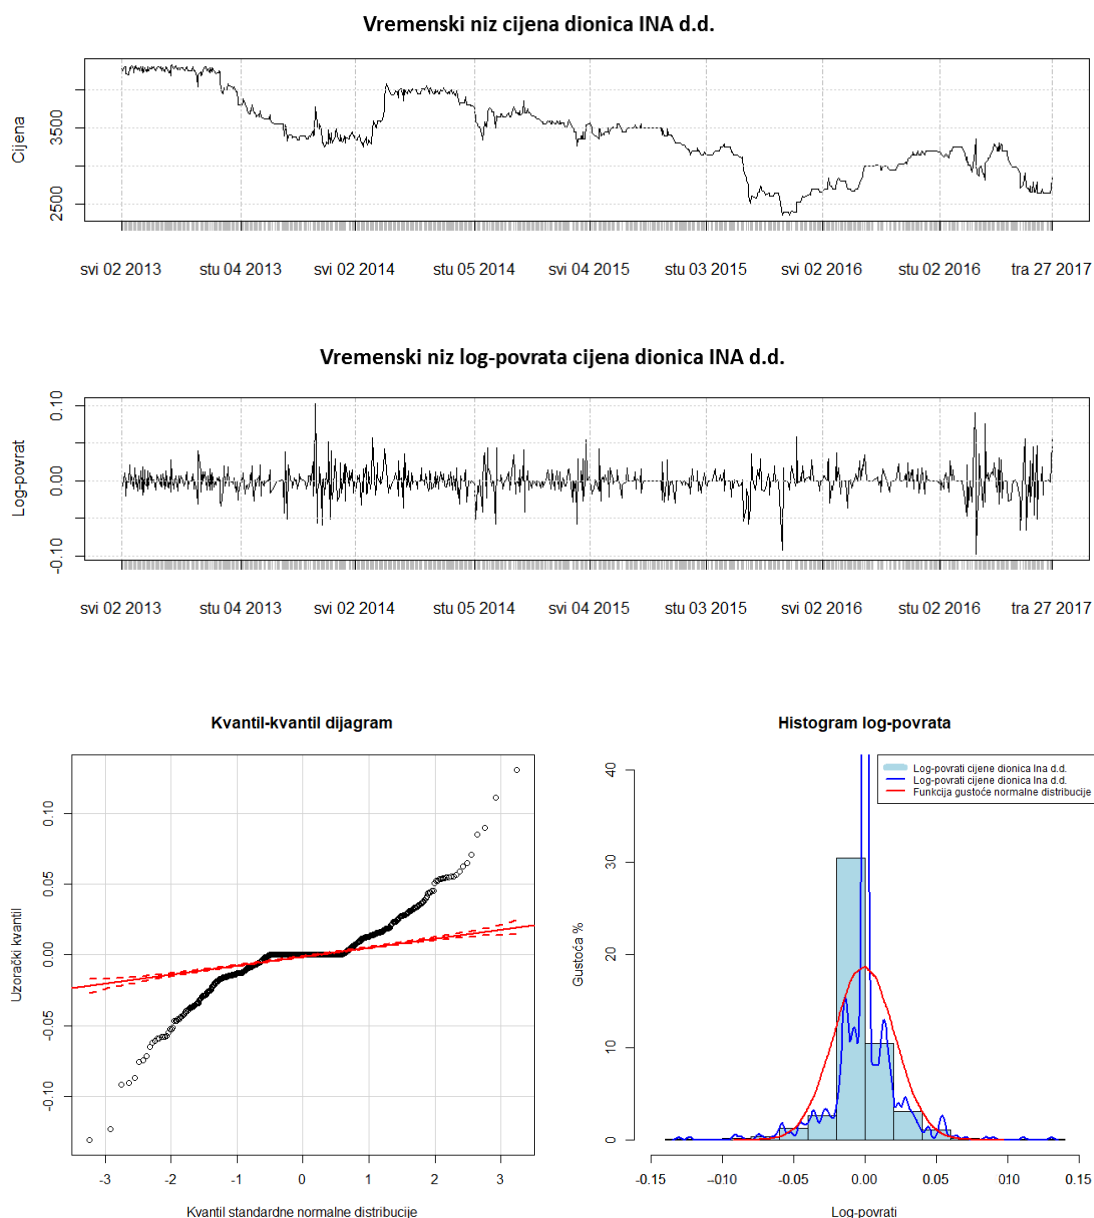 Vremenski niz cijena dionica INA d.d.
Cijena
3500
2500
svi 02 2013 stu 04 2013 svi 02 2014 stu 05 2014 svi 04 2015 stu 03 2015 svi 02 2016 stu 02 2016 tra 27 2017
Vremenski niz log-povrata cijena dionica INA d.d.
Log-povrat
0.10
0.00
-0.10
svi 02 2013 stu 04 2013 svi 02 2014 stu 05 2014 svi 04 2015 stu 03 2015 svi 02 2016 stu 02 2016 tra 27 2017
Kvantil-kvantil dijagram
Uzorački kvantil
0.10
0.05
0.00
-0.05
-0.10
-3 -2 -1 0 1 2 3
Kvantil standardne normalne distribucije
Histogram log-povrata
Log-povrati cijene dionica Ina d.d.
Log-povrati cijene dionica Ina d.d.
Funkcija gustoće normalne distribucije
Gustoća %
40
30
20
10
0
-0.15 -010 -0.05 0.00 0.05 010 0.15
Log-povrati